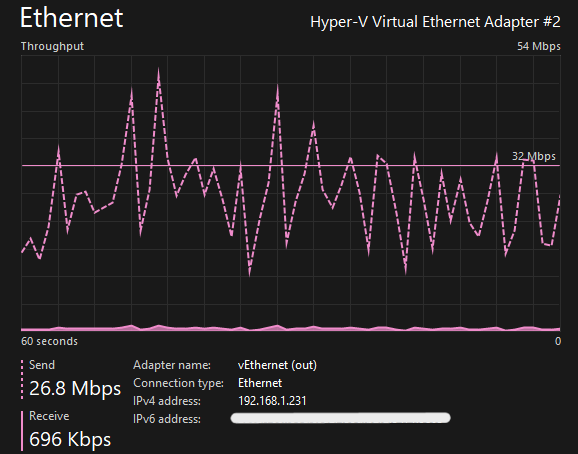 Ethernet
Hyper-V Virtual Ethernet Adapter #2
Throughput
54 Mbps
32 Mbps
60 seconds
0
Send
26.8 Mbps
Receive
696 Kbps
Adapter name: vEthernet (out)
Connection type: Ethernet
IPv4 address: 192.168.1.231
IPv6 address: